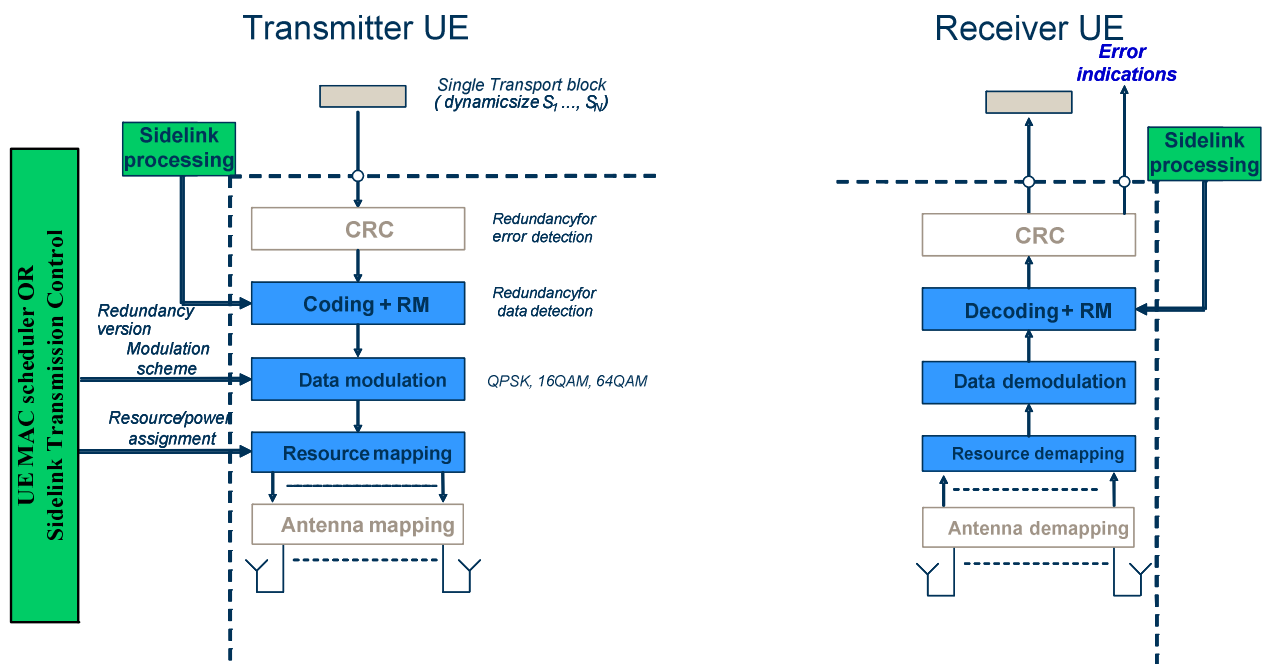 Transmitter UE
Receiver UE
Single Transport block
( dynamicsize S1 ..., SN)
Error
indications
Sidelink
processing
Sidelink
processing
UE MAC scheduler OR
Sidelink Transmission Control
CRC
Redundancyfor
error detection
CRC
Coding + RM
Redundancyfor
data detection
Decoding + RM
Redundancy
version
Modulation
scheme
Data modulation
QPSK, 16QAM, 64QAM
Data demodulation
Resource/power
assignment
Resource mapping
Resource demapping
Antenna mapping
Antenna demapping